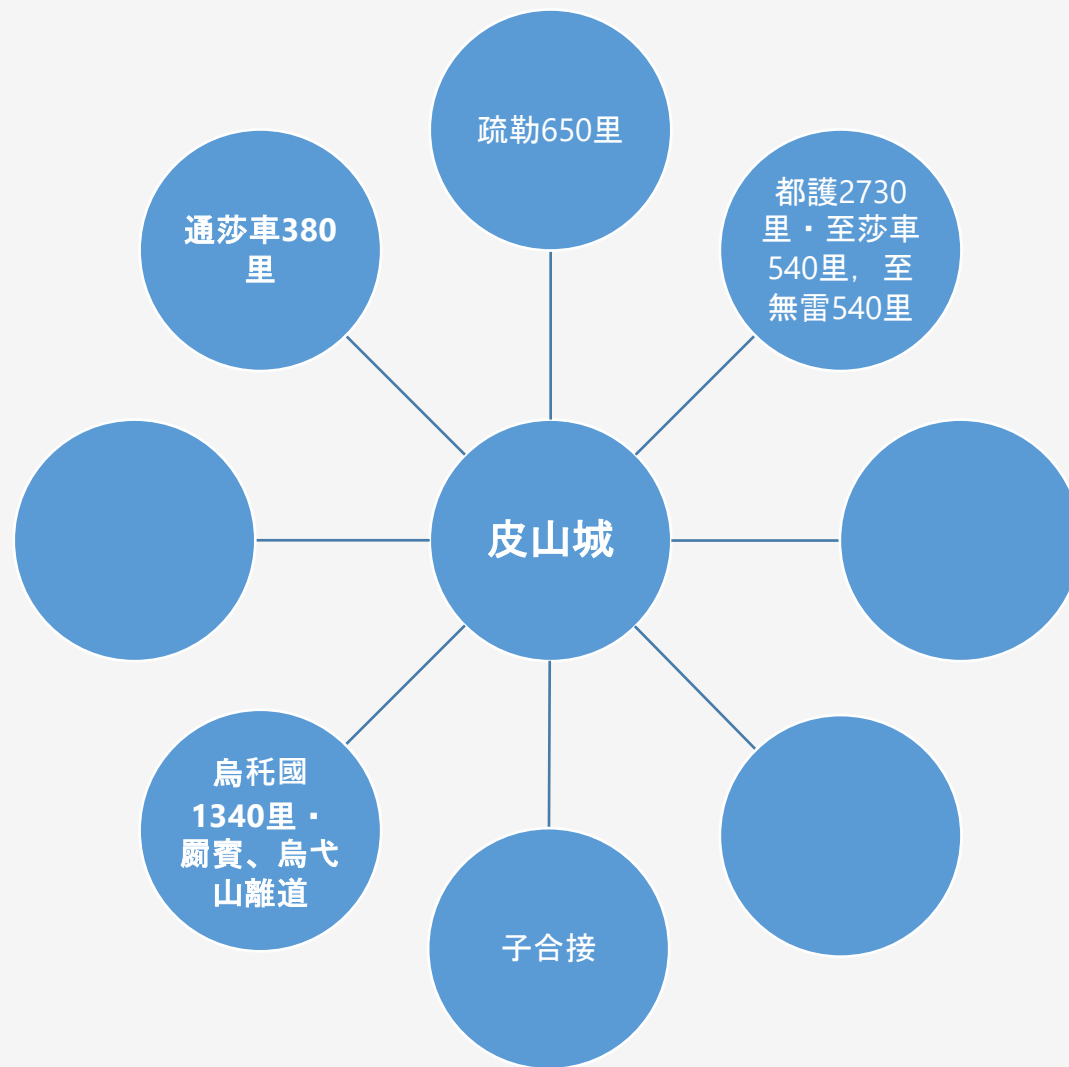 疏勒650里
通莎車380
里
都護2730
里・至莎車
540里，至
無雷540里
皮山城
烏秅國
1340里・
罽賓、烏弋
山離道
子合接